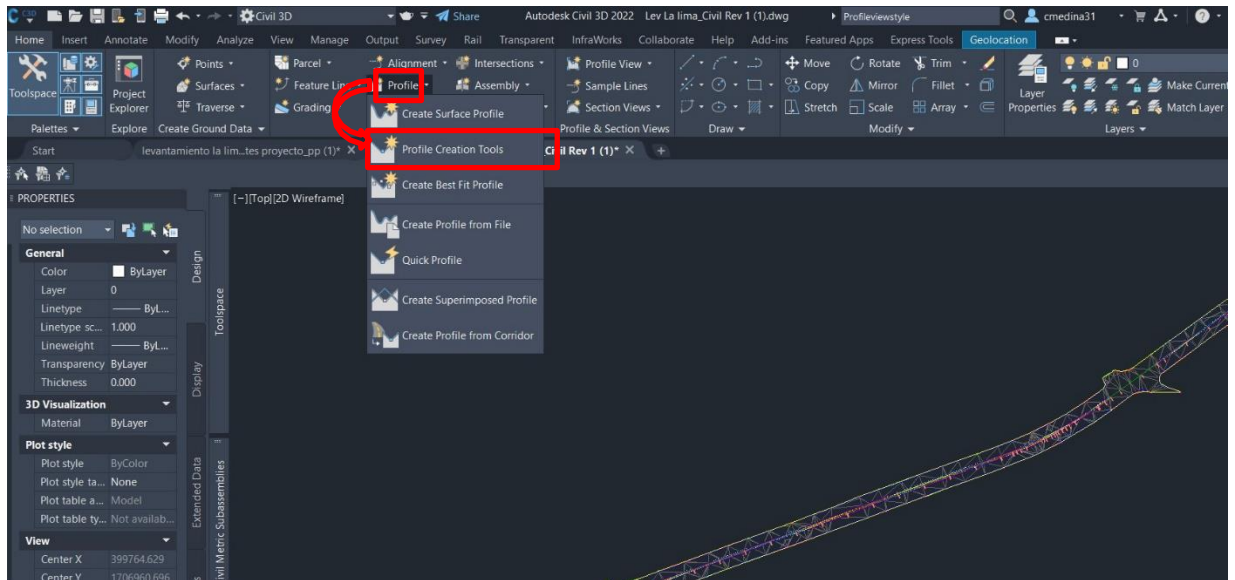 Civil 3D Share Autodesk Civil 3D 2022 Lev La lima_Civil Rev 1 (1).dwg Profileviewstyle cmedina31
Home Insert Annotate Modify Analyze View Manage Output Survey Rail Transparent InfraWorks Collaborate Help Add-ins Featured Apps Express Tools Geolocation
Points Parcel Alignment Intersections Profile View Move Rotate Trim 0
Toolspace Project Explorer Surfaces Feature Lin Profile Assembly Sample Lines Copy Mirror Fillet Layer Properties Make Current
Traverse Grading Section Views Stretch Scale Array Match Layer
Palettes Explore Create Ground Data Profile & Section Views Draw Modify Layers
Create Surface Profile
Start levantamiento la lim...tes proyecto_pp (1)* Profile Creation Tools Civil Rev 1 (1)* +
Create Best Fit Profile
Create Profile from File
Quick Profile
Create Superimposed Profile
Create Profile from Corridor
PROPERTIES
[−][Top][2D Wireframe]
No selection
General
Color ByLayer
Layer 0
Linetype ByL...
Linetype sc... 1.000
Lineweight ByL...
Transparency ByLayer
Thickness 0.000
3D Visualization
Material ByLayer
Plot style
Plot style ByColor
Plot style ta... None
Plot table a... Model
Plot table ty... Not availab...
View
Center X 399764.629
Center Y 1706960.696
Design
Display
Extended Data
Toolspace
ivil Metric Subassemblies